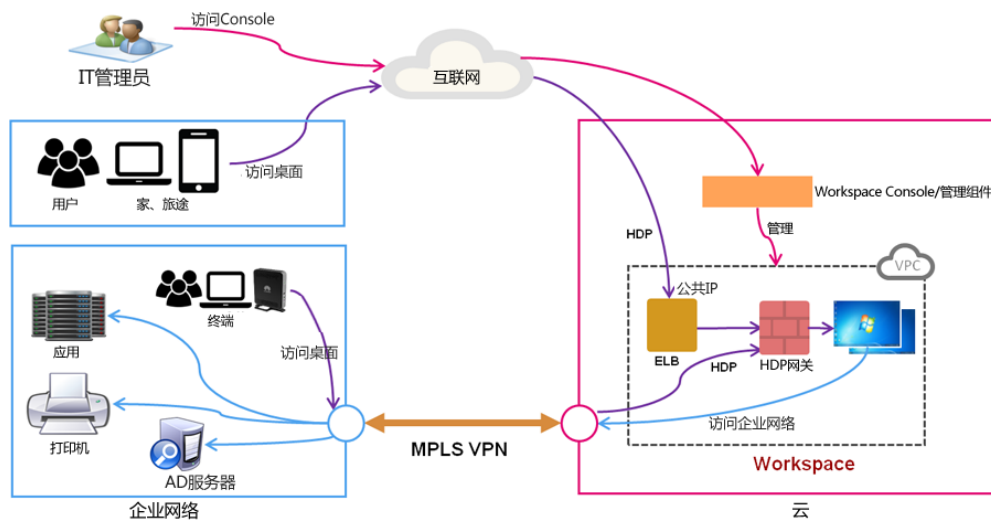 访问Console
IT管理员
互联网
访问桌面
用户
家、旅途
Workspace Console/管理组件
管理
HDP
VPC
公共IP
ELB
HDP
HDP网关
访问企业网络
Workspace
云
终端
应用
访问桌面
打印机
AD服务器
MPLS VPN
企业网络